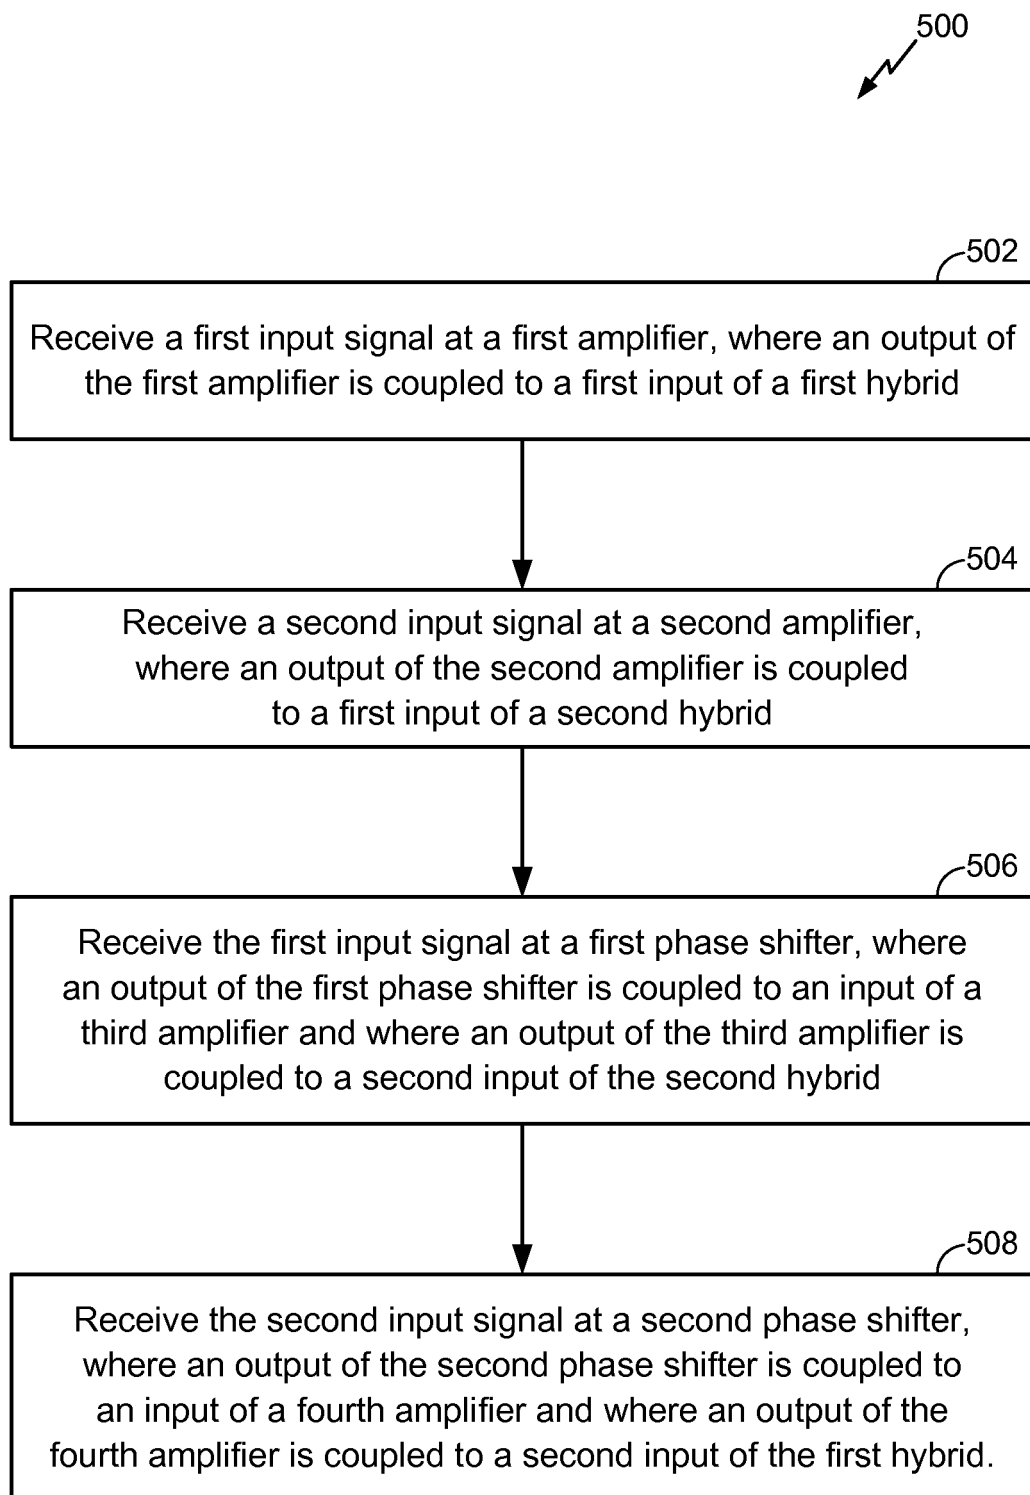 500
502
Receive a first input signal at a first amplifier, where an output of
the first amplifier is coupled to a first input of a first hybrid
504
Receive a second input signal at a second amplifier,
where an output of the second amplifier is coupled
to a first input of a second hybrid
506
Receive the first input signal at a first phase shifter, where
an output of the first phase shifter is coupled to an input of a
third amplifier and where an output of the third amplifier is
coupled to a second input of the second hybrid
508
Receive the second input signal at a second phase shifter,
where an output of the second phase shifter is coupled to
an input of a fourth amplifier and where an output of the
fourth amplifier is coupled to a second input of the first hybrid.